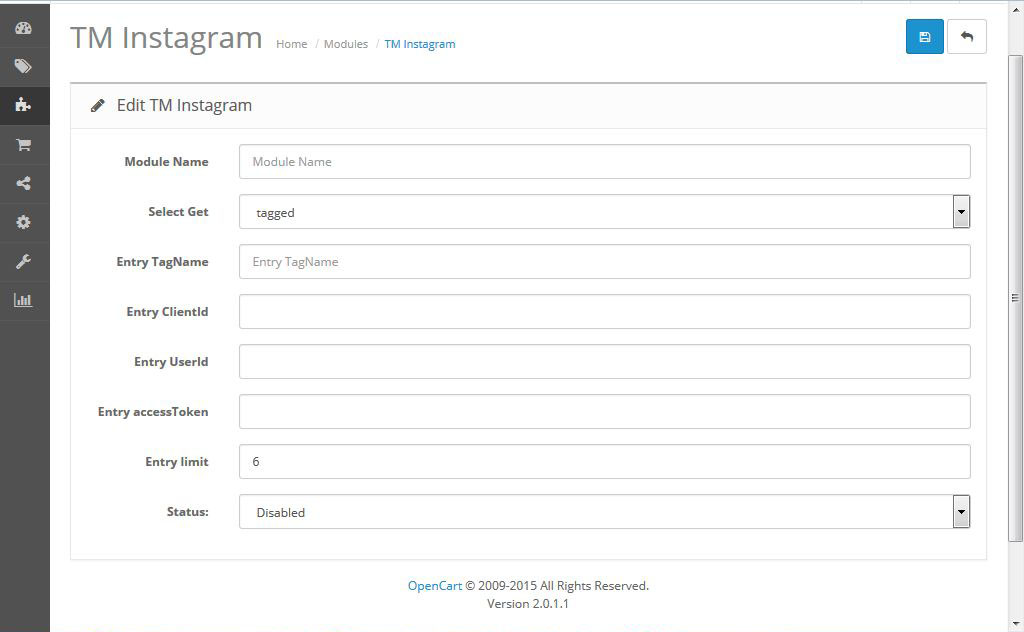 TM Instagram Home / Modules / TM Instagram
Edit TM Instagram
Module Name Module Name
Select Get tagged
Entry TagName Entry TagName
Entry ClientId
Entry UserId
Entry accessToken
Entry limit 6
Status: Disabled
OpenCart © 2009-2015 All Rights Reserved.
Version 2.0.1.1